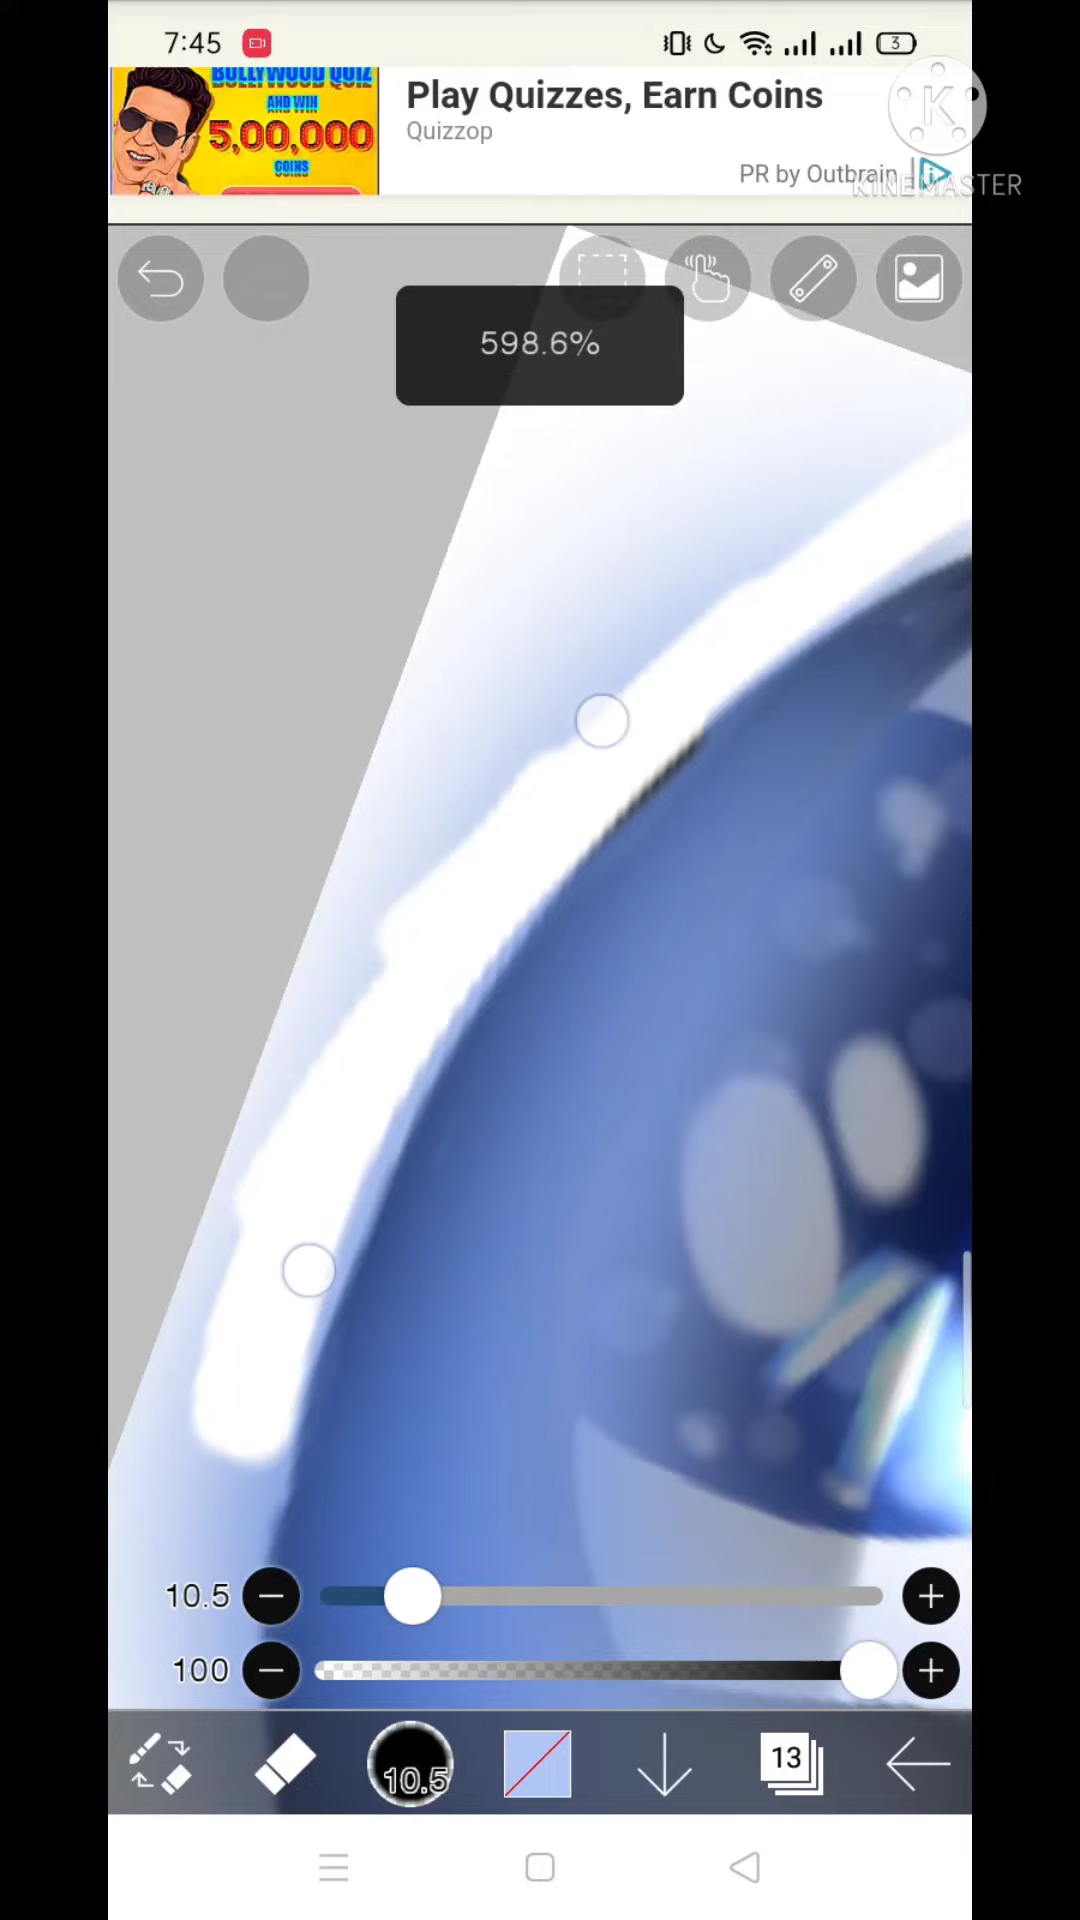 7:45
3
BOLLYWOOD QUIZ
AND WIN
5,00,000
COINS
Play Quizzes, Earn Coins
Quizzop
PR by Outbrain
K
KINEMASTER
598.6%
10.5
100
10.5
13